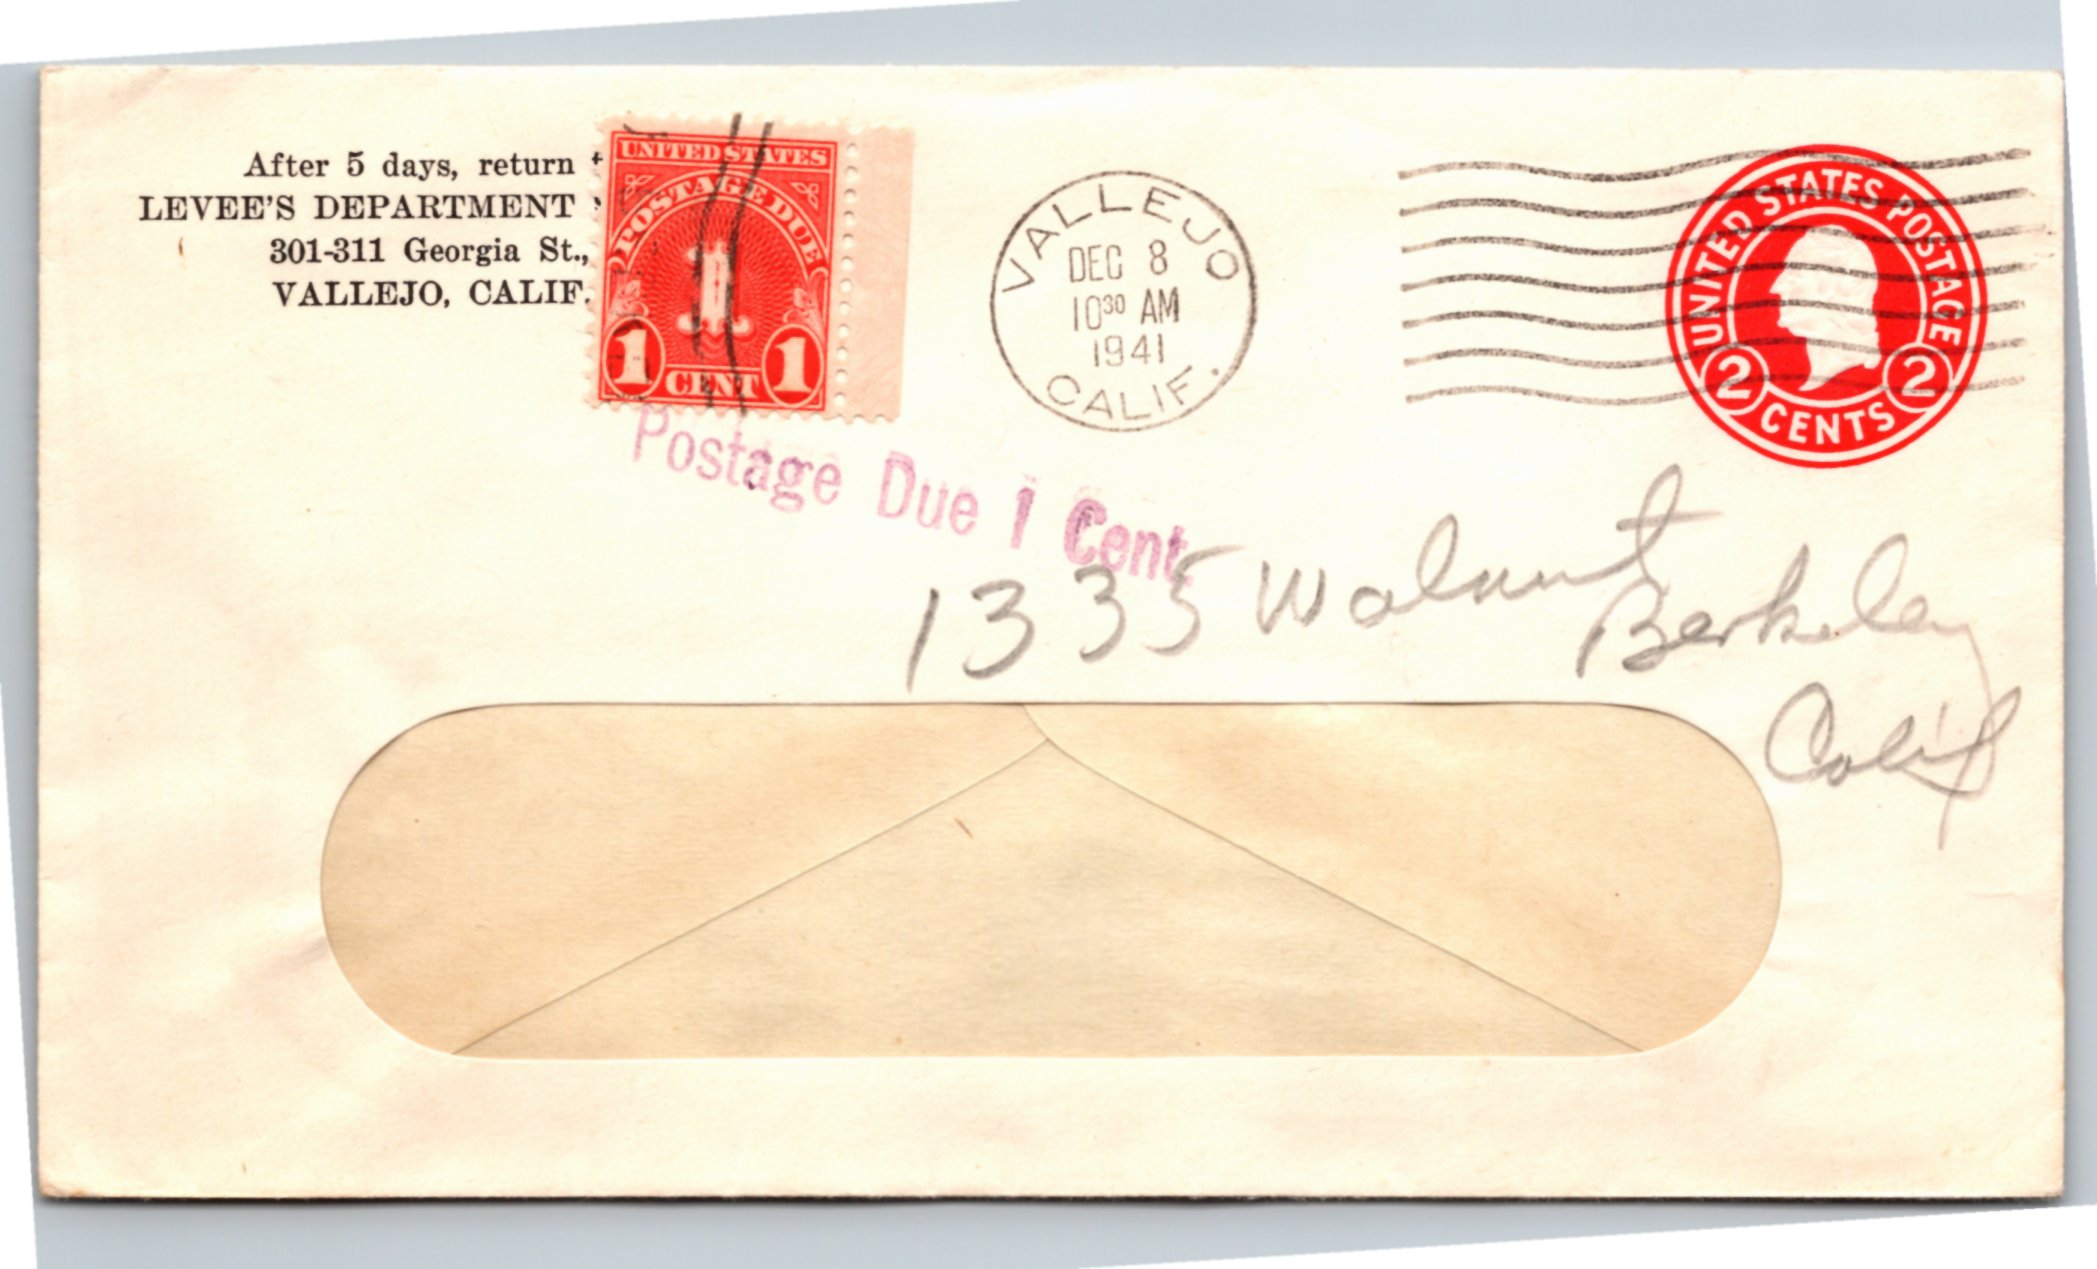 After 5 days, return
LEVEE'S DEPARTMENT
301-311 Georgia St.,
VALLEJO, CALIF.
UNITED STATES
POSTAGE DUE
1
1 CENT 1
VALLEJO
DEC 8
10³⁰ AM
1941
CALIF.
UNITED STATES POSTAGE
2 CENTS 2
Postage Due 1 Cent.
1335 Walnut
Berkeley
Calif